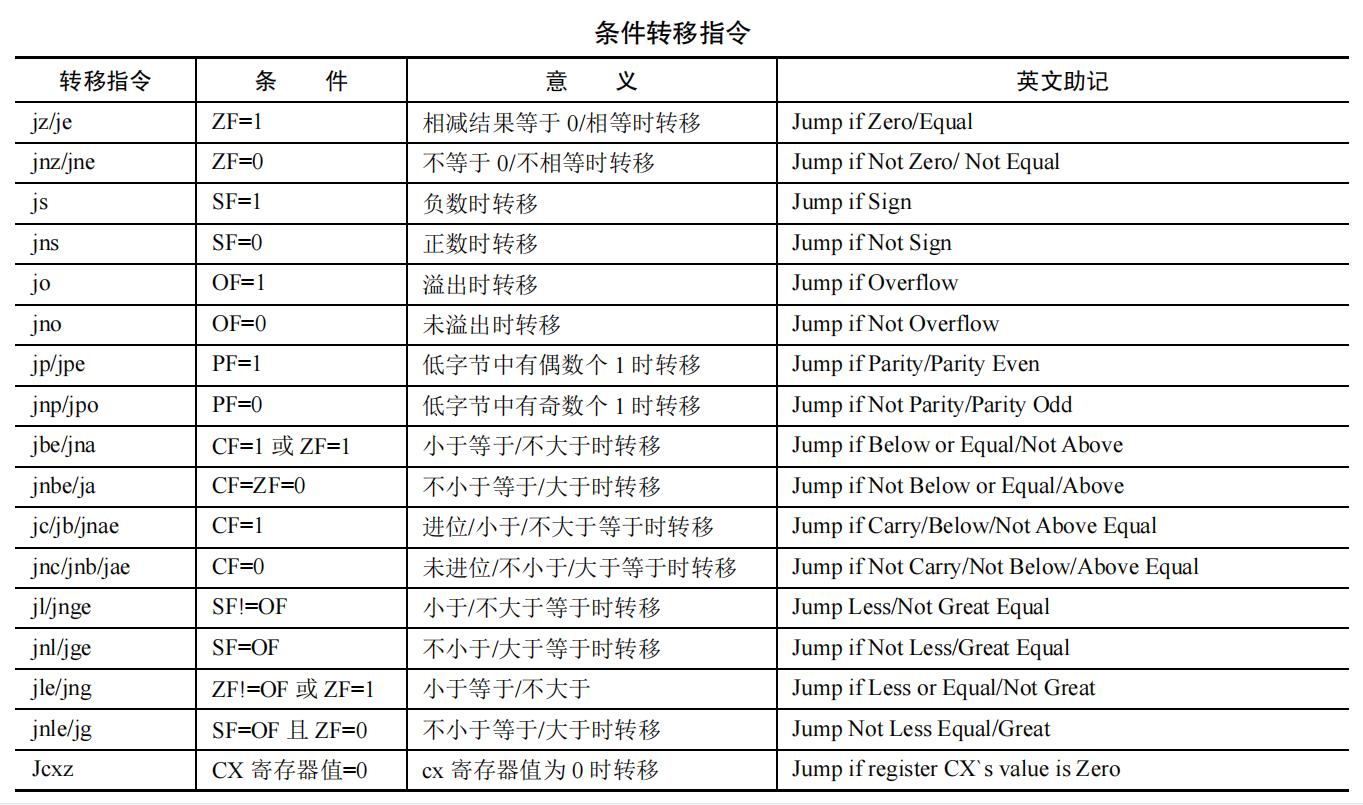 条件转移指令
转移指令 条 件 意 义 英文助记
jz/je ZF=1 相减结果等于 0/相等时转移 Jump if Zero/Equal
jnz/jne ZF=0 不等于 0/不相等时转移 Jump if Not Zero/ Not Equal
js SF=1 负数时转移 Jump if Sign
jns SF=0 正数时转移 Jump if Not Sign
jo OF=1 溢出时转移 Jump if Overflow
jno OF=0 未溢出时转移 Jump if Not Overflow
jp/jpe PF=1 低字节中有偶数个 1 时转移 Jump if Parity/Parity Even
jnp/jpo PF=0 低字节中有奇数个 1 时转移 Jump if Not Parity/Parity Odd
jbe/jna CF=1 或 ZF=1 小于等于/不大于时转移 Jump if Below or Equal/Not Above
jnbe/ja CF=ZF=0 不小于等于/大于时转移 Jump if Not Below or Equal/Above
jc/jb/jnae CF=1 进位/小于/不大于等于时转移 Jump if Carry/Below/Not Above Equal
jnc/jnb/jae CF=0 未进位/不小于/大于等于时转移 Jump if Not Carry/Not Below/Above Equal
jl/jnge SF!=OF 小于/不大于等于时转移 Jump Less/Not Great Equal
jnl/jge SF=OF 不小于/大于等于时转移 Jump if Not Less/Great Equal
jle/jng ZF!=OF 或 ZF=1 小于等于/不大于 Jump if Less or Equal/Not Great
jnle/jg SF=OF 且 ZF=0 不小于等于/大于时转移 Jump Not Less Equal/Great
Jcxz CX 寄存器值=0 cx 寄存器值为 0 时转移 Jump if register CX`s value is Zero